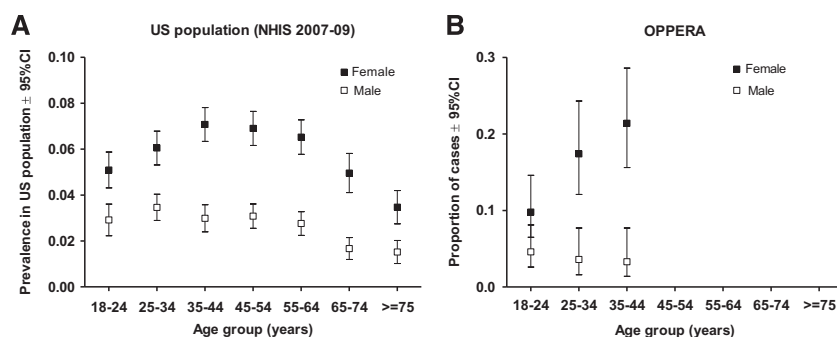 A
US population (NHIS 2007-09)
Prevalence in US population ± 95%CI
0.10
0.08
0.06
0.04
0.02
0.00
Female
Male
18-24 25-34 35-44 45-54 55-64 65-74 >=75
Age group (years)
B
OPPERA
Proportion of cases ± 95%CI
0.3
0.2
0.1
0.0
Female
Male
18-24 25-34 35-44 45-54 55-64 65-74 >=75
Age group (years)